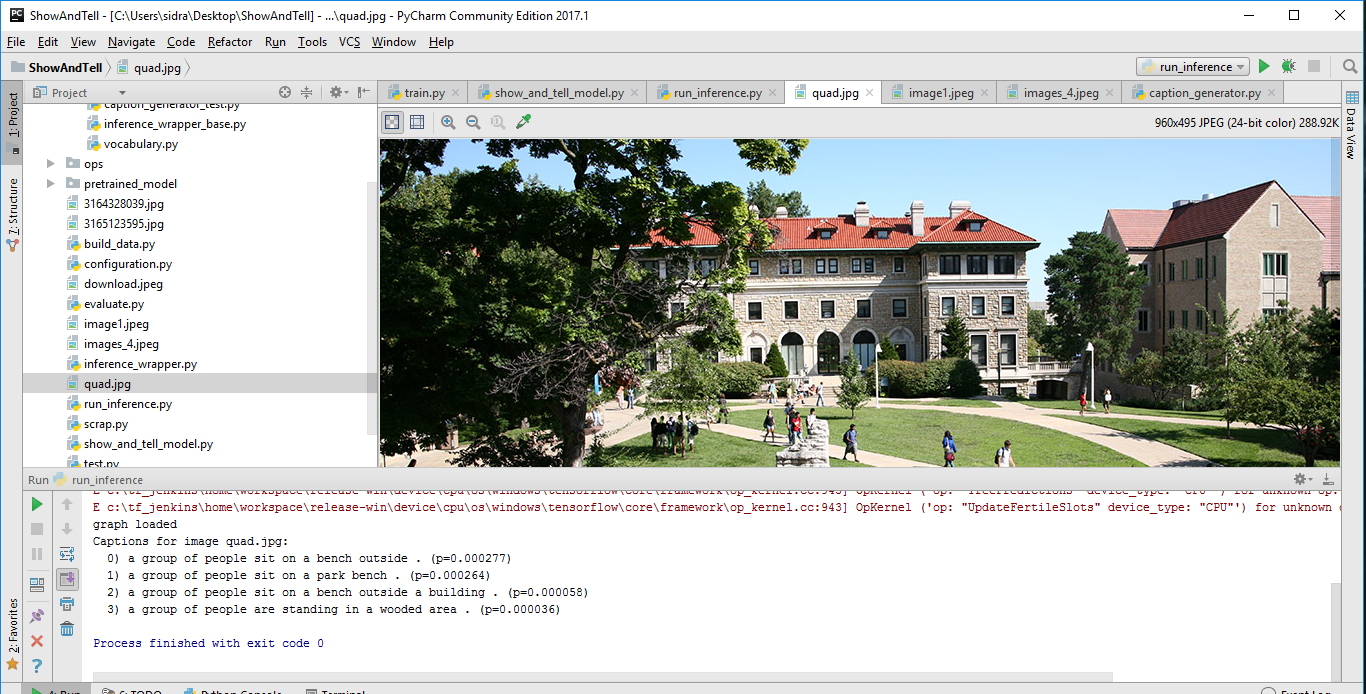 ShowAndTell - [C:\Users\sidra\Desktop\ShowAndTell] - ...\quad.jpg - PyCharm Community Edition 2017.1
File Edit View Navigate Code Refactor Run Tools VCS Window Help
ShowAndTell quad.jpg run_inference
1: Project
7: Structure
2: Favorites
Project
caption_generator_test.py
inference_wrapper_base.py
vocabulary.py
ops
pretrained_model
3164328039.jpg
3165123595.jpg
build_data.py
configuration.py
download.jpeg
evaluate.py
image1.jpeg
images_4.jpeg
inference_wrapper.py
quad.jpg
run_inference.py
scrap.py
show_and_tell_model.py
test.py
train.py show_and_tell_model.py run_inference.py quad.jpg image1.jpeg images_4.jpeg caption_generator.py
960x495 JPEG (24-bit color) 288.92K
Data View
Run run_inference
E c:\tf_jenkins\home\workspace\release-win\device\cpu\os\windows\tensorflow\core\framework\op_kernel.cc:943] OpKernel ('op: "TreePredictions" device_type: "CPU"') for unknown op:
E c:\tf_jenkins\home\workspace\release-win\device\cpu\os\windows\tensorflow\core\framework\op_kernel.cc:943] OpKernel ('op: "UpdateFertileSlots" device_type: "CPU"') for unknown
graph loaded
Captions for image quad.jpg:
0) a group of people sit on a bench outside . (p=0.000277)
1) a group of people sit on a park bench . (p=0.000264)
2) a group of people sit on a bench outside a building . (p=0.000058)
3) a group of people are standing in a wooded area . (p=0.000036)
Process finished with exit code 0
4: Run 6: TODO Python Console Terminal Event Log